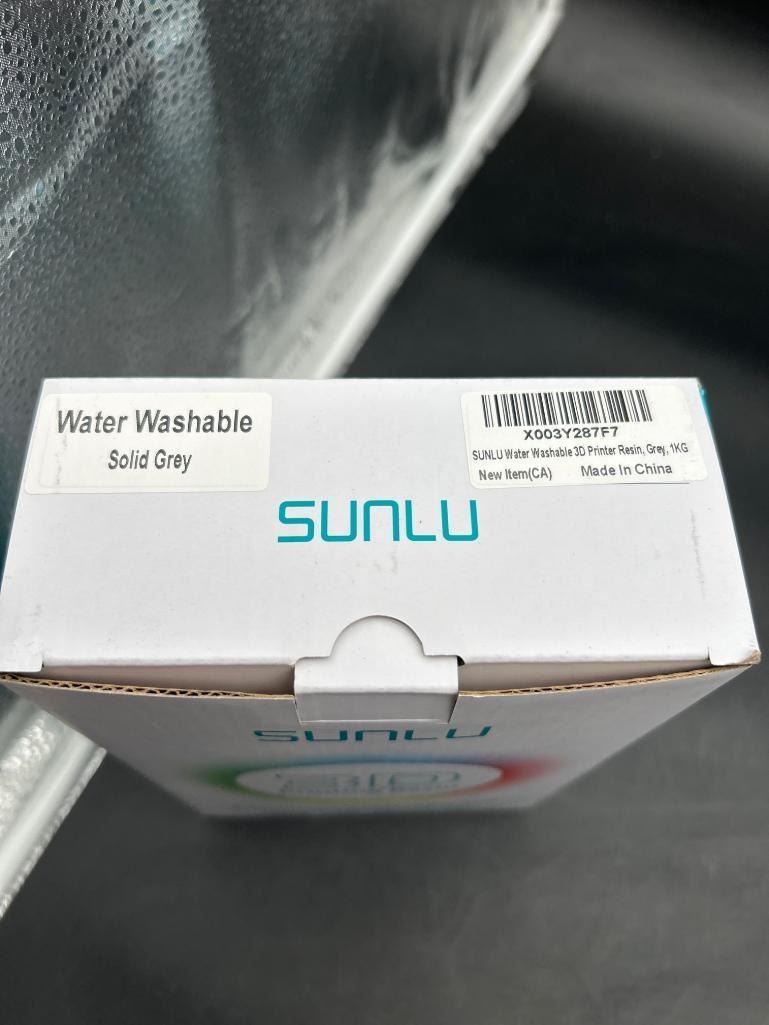 Water Washable
Solid Grey
X003Y287F7
SUNLU Water Washable 3D Printer Resin, Grey, 1KG
New Item(CA) Made In China
SUNLU
SUNLU
3D